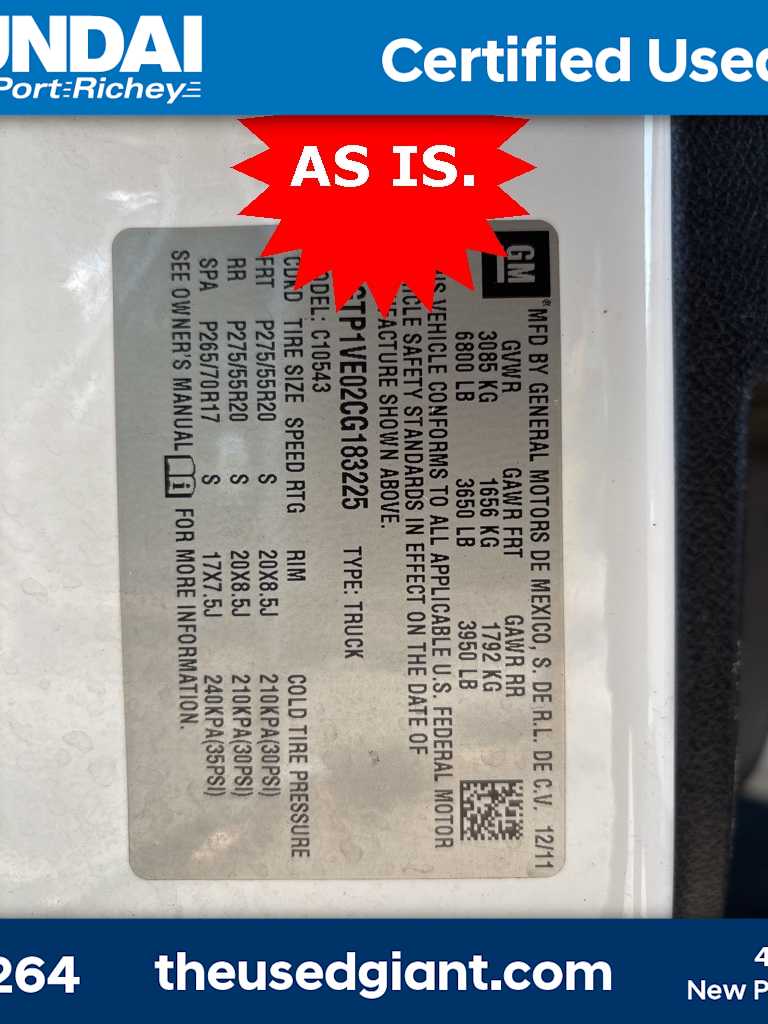 UNDAI
Port Richey
Certified Used
AS IS.
GM
® MFD BY GENERAL MOTORS DE MEXICO, S. DE R.L. DE C.V. 12/11
GVWR GAWR FRT GAWR RR
3085 KG 1656 KG 1792 KG
6800 LB 3650 LB 3950 LB
IS VEHICLE CONFORMS TO ALL APPLICABLE U.S. FEDERAL MOTOR
ICLE SAFETY STANDARDS IN EFFECT ON THE DATE OF
FACTURE SHOWN ABOVE.
TP1VE02CG183225 TYPE: TRUCK
ODEL: C10543
TIRE SIZE SPEED RTG RIM COLD TIRE PRESSURE
FRT P275/55R20 S 20X8.5J 210KPA(30PSI)
RR P275/55R20 S 20X8.5J 210KPA(30PSI)
SPA P265/70R17 S 17X7.5J 240KPA(35PSI)
SEE OWNER'S MANUAL FOR MORE INFORMATION.
264
theusedgiant.com
4
New P